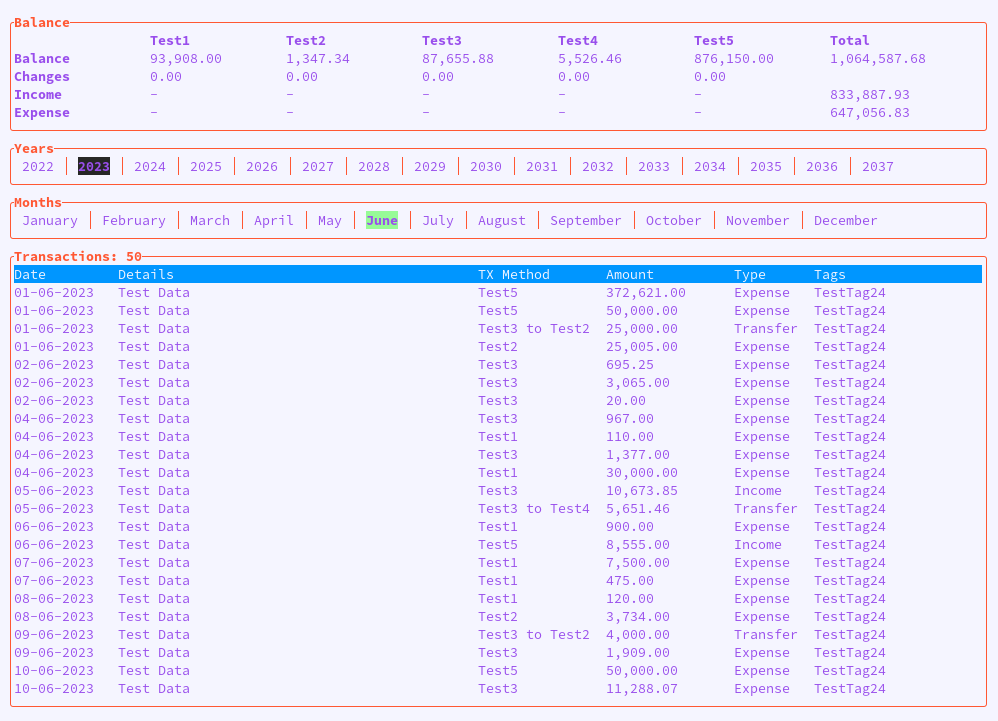 Balance
Test1 Test2 Test3 Test4 Test5 Total
Balance 93,908.00 1,347.34 87,655.88 5,526.46 876,150.00 1,064,587.68
Changes 0.00 0.00 0.00 0.00 0.00
Income – – – – – 833,887.93
Expense – – – – – 647,056.83
Years
2022 │ 2023 │ 2024 │ 2025 │ 2026 │ 2027 │ 2028 │ 2029 │ 2030 │ 2031 │ 2032 │ 2033 │ 2034 │ 2035 │ 2036 │ 2037
Months
January │ February │ March │ April │ May │ June │ July │ August │ September │ October │ November │ December
Transactions: 50
Date Details TX Method Amount Type Tags
01-06-2023 Test Data Test5 372,621.00 Expense TestTag24
01-06-2023 Test Data Test5 50,000.00 Expense TestTag24
01-06-2023 Test Data Test3 to Test2 25,000.00 Transfer TestTag24
01-06-2023 Test Data Test2 25,005.00 Expense TestTag24
02-06-2023 Test Data Test3 695.25 Expense TestTag24
02-06-2023 Test Data Test3 3,065.00 Expense TestTag24
02-06-2023 Test Data Test3 20.00 Expense TestTag24
04-06-2023 Test Data Test3 967.00 Expense TestTag24
04-06-2023 Test Data Test1 110.00 Expense TestTag24
04-06-2023 Test Data Test3 1,377.00 Expense TestTag24
04-06-2023 Test Data Test1 30,000.00 Expense TestTag24
05-06-2023 Test Data Test3 10,673.85 Income TestTag24
05-06-2023 Test Data Test3 to Test4 5,651.46 Transfer TestTag24
06-06-2023 Test Data Test1 900.00 Expense TestTag24
06-06-2023 Test Data Test5 8,555.00 Income TestTag24
07-06-2023 Test Data Test1 7,500.00 Expense TestTag24
07-06-2023 Test Data Test1 475.00 Expense TestTag24
08-06-2023 Test Data Test1 120.00 Expense TestTag24
08-06-2023 Test Data Test2 3,734.00 Expense TestTag24
09-06-2023 Test Data Test3 to Test2 4,000.00 Transfer TestTag24
09-06-2023 Test Data Test3 1,909.00 Expense TestTag24
10-06-2023 Test Data Test5 50,000.00 Expense TestTag24
10-06-2023 Test Data Test3 11,288.07 Expense TestTag24